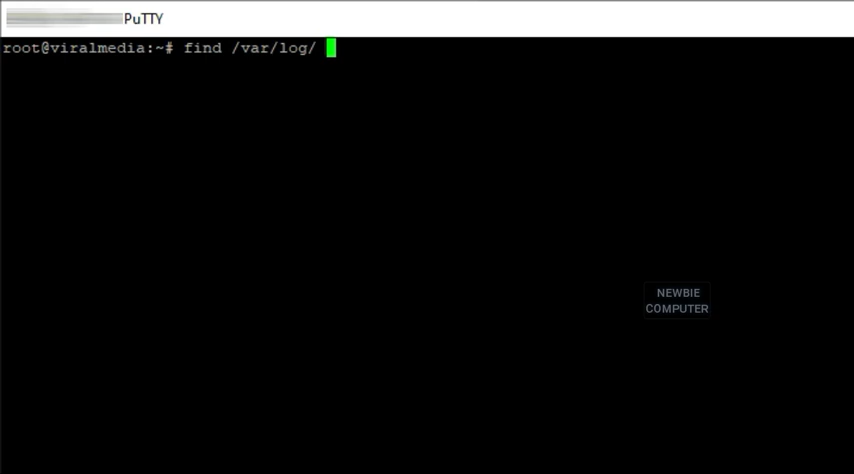 PuTTY
root@viralmedia:~# find /var/log/
NEWBIE
COMPUTER